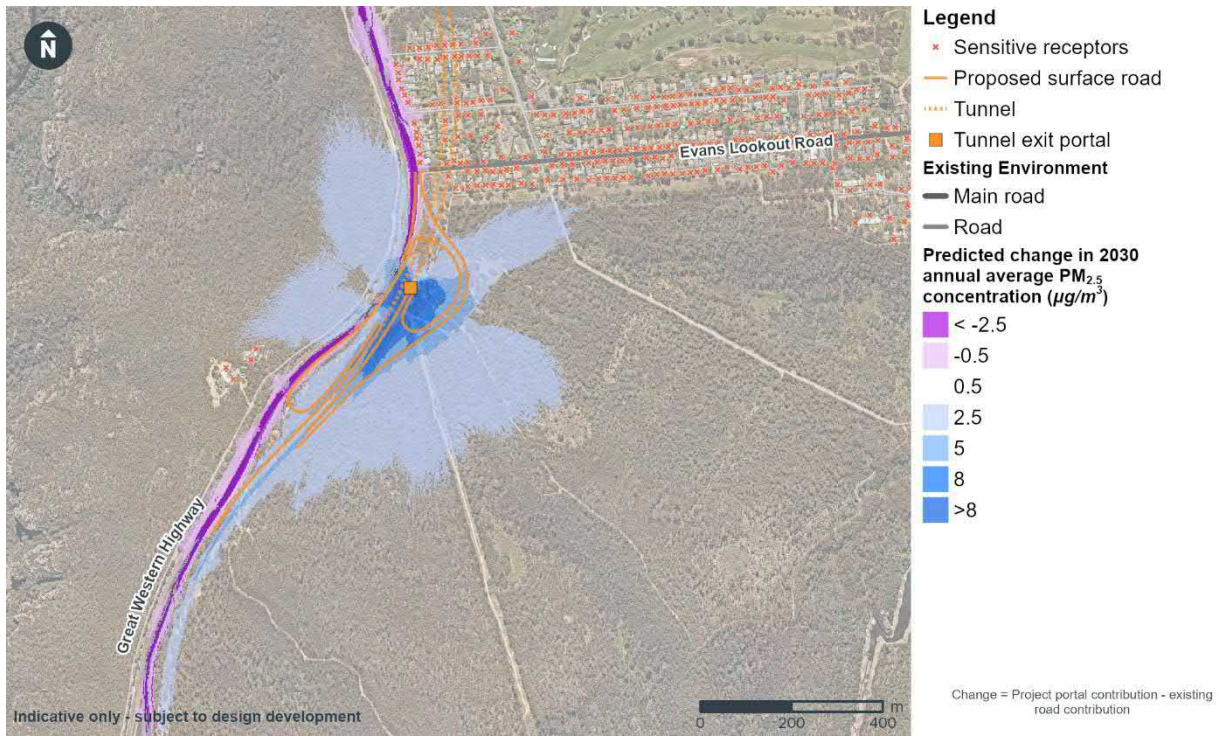 N
Evans Lookout Road
Great Western Highway
Indicative only - subject to design development
m
0 200 400
Legend
Sensitive receptors
Proposed surface road
Tunnel
Tunnel exit portal
Existing Environment
Main road
Road
Predicted change in 2030
annual average PM2.5
concentration (µg/m³)
< -2.5
-0.5
0.5
2.5
5
8
>8
Change = Project portal contribution - existing
road contribution